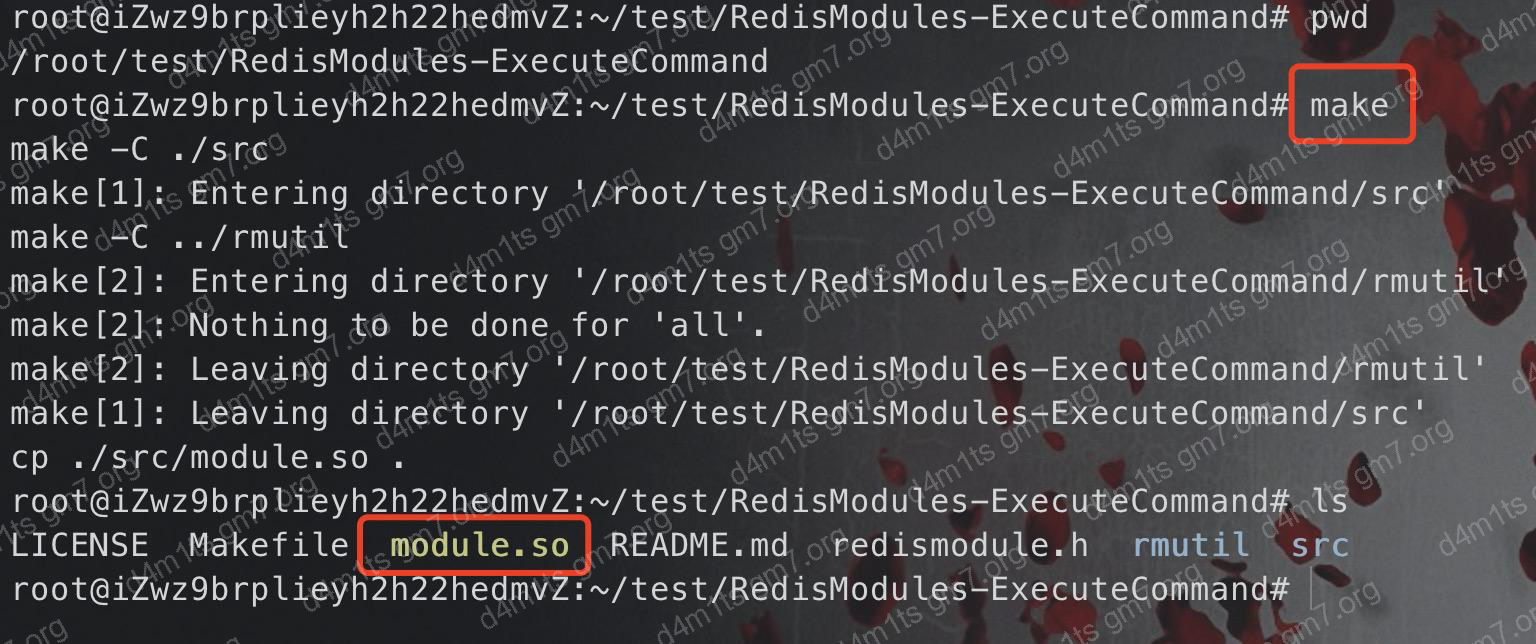 root@iZwz9brplieyh2h22hedmvZ:~/test/RedisModules-ExecuteCommand# pwd
/root/test/RedisModules-ExecuteCommand
root@iZwz9brplieyh2h22hedmvZ:~/test/RedisModules-ExecuteCommand# make
make -C ./src
make[1]: Entering directory '/root/test/RedisModules-ExecuteCommand/src'
make -C ../rmutil
make[2]: Entering directory '/root/test/RedisModules-ExecuteCommand/rmutil'
make[2]: Nothing to be done for 'all'.
make[2]: Leaving directory '/root/test/RedisModules-ExecuteCommand/rmutil'
make[1]: Leaving directory '/root/test/RedisModules-ExecuteCommand/src'
cp ./src/module.so .
root@iZwz9brplieyh2h22hedmvZ:~/test/RedisModules-ExecuteCommand# ls
LICENSE  Makefile  module.so  README.md  redismodule.h  rmutil  src
root@iZwz9brplieyh2h22hedmvZ:~/test/RedisModules-ExecuteCommand#
d4m1ts gm7.org